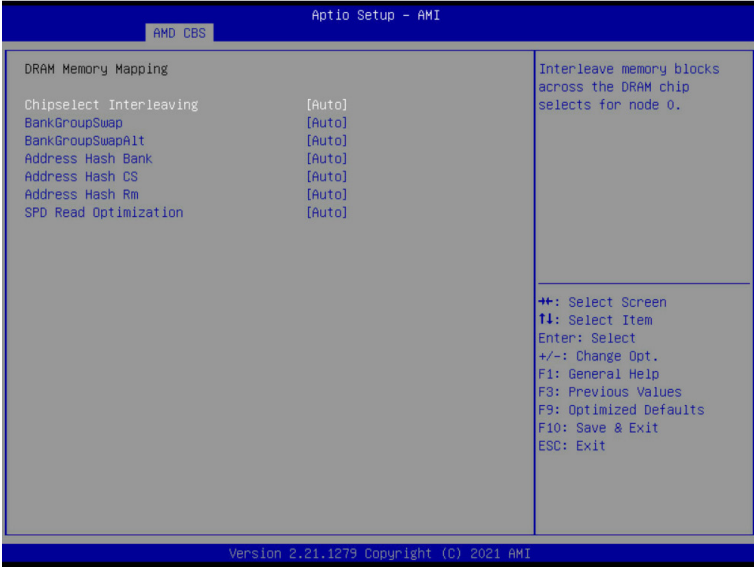 Aptio Setup – AMI
AMD CBS
DRAM Memory Mapping
Chipselect Interleaving [Auto]
BankGroupSwap [Auto]
BankGroupSwapAlt [Auto]
Address Hash Bank [Auto]
Address Hash CS [Auto]
Address Hash Rm [Auto]
SPD Read Optimization [Auto]
Interleave memory blocks
across the DRAM chip
selects for node 0.
→←: Select Screen
↑↓: Select Item
Enter: Select
+/-: Change Opt.
F1: General Help
F3: Previous Values
F9: Optimized Defaults
F10: Save & Exit
ESC: Exit
Version 2.21.1279 Copyright (C) 2021 AMI